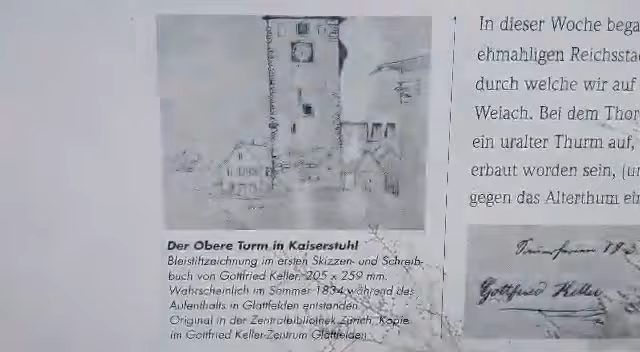 Der Obere Turm in Kaiserstuhl
Bleistiftzeichnung im ersten Skizzen- und Schreib-
buch von Gottfried Keller. 205 x 259 mm.
Wahrscheinlich im Sommer 1834 während des
Aufenthalts in Glattfelden entstanden.
Original in der Zentralbibliothek Zürich, Kopie
im Gottfried Keller-Zentrum Glattfelden
In dieser Woche bega
ehmahligen Reichssta
durch welche wir auf
Weiach. Bei dem Thor
ein uralter Thurm auf,
erbaut worden sein, (un
gegen das Alterthum ein
Gottfried Keller